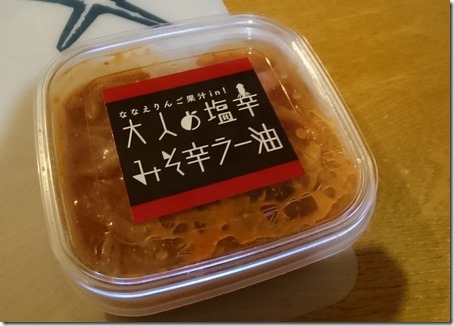 ななえりんご果汁in!
大人の塩辛
みそ辛ラー油